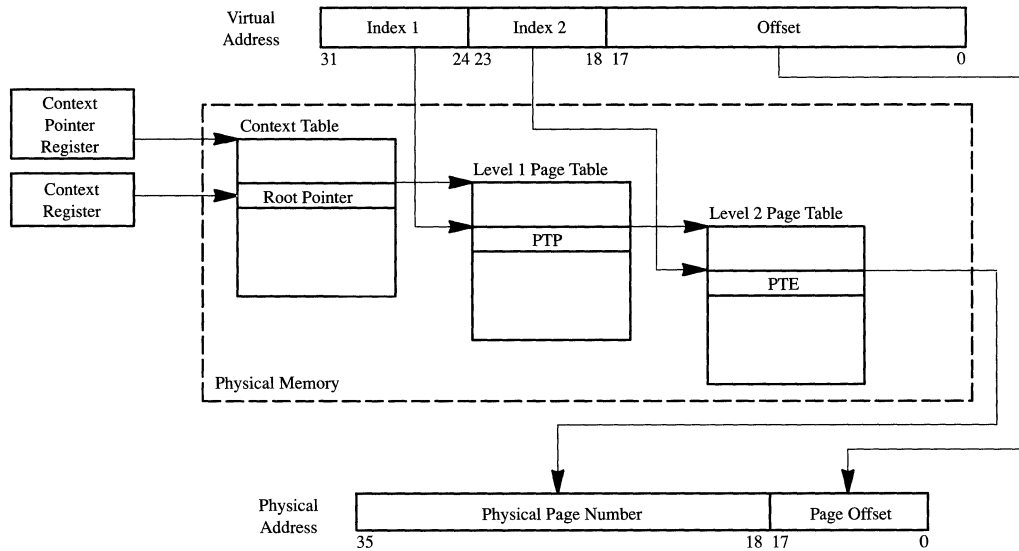 Virtual
Address
Index 1
Index 2
Offset
31
24
23
18
17
0
Context
Pointer
Register
Context Table
Context
Register
Root Pointer
Level 1 Page Table
PTP
Level 2 Page Table
PTE
Physical Memory
Physical
Address
Physical Page Number
Page Offset
35
18
17
0